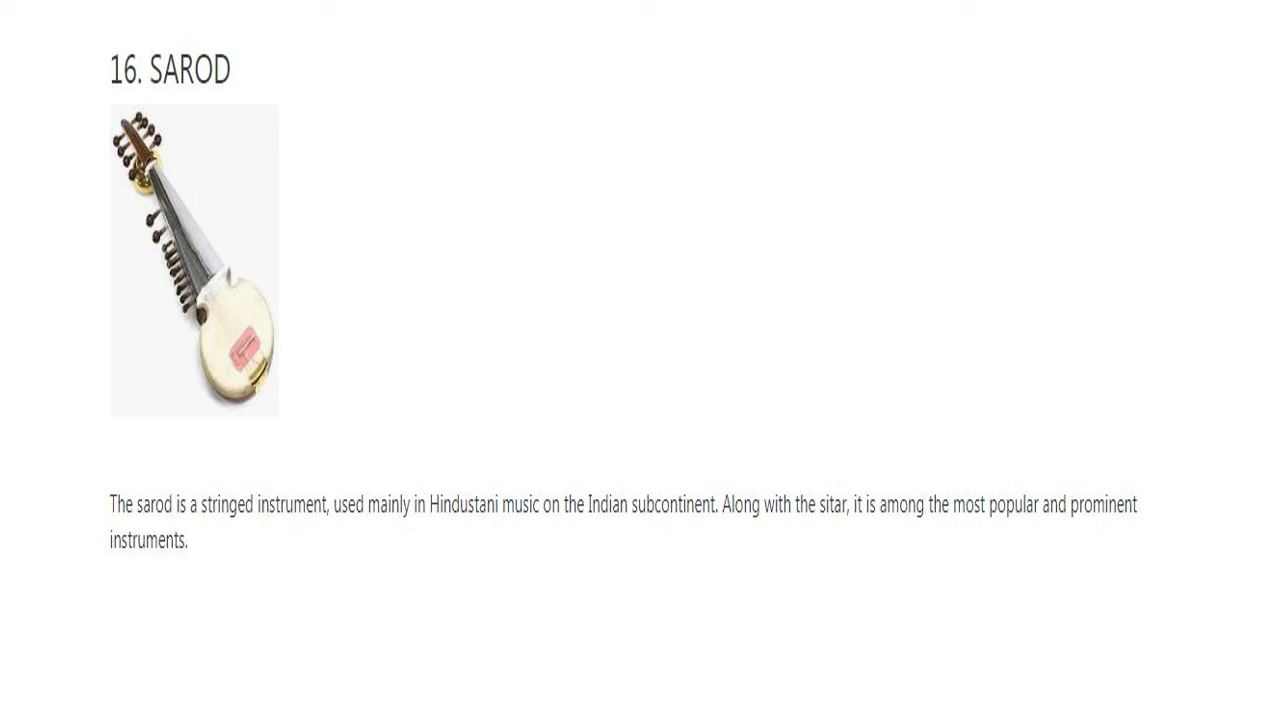 16. SAROD
The sarod is a stringed instrument, used mainly in Hindustani music on the Indian subcontinent. Along with the sitar, it is among the most popular and prominent
instruments.